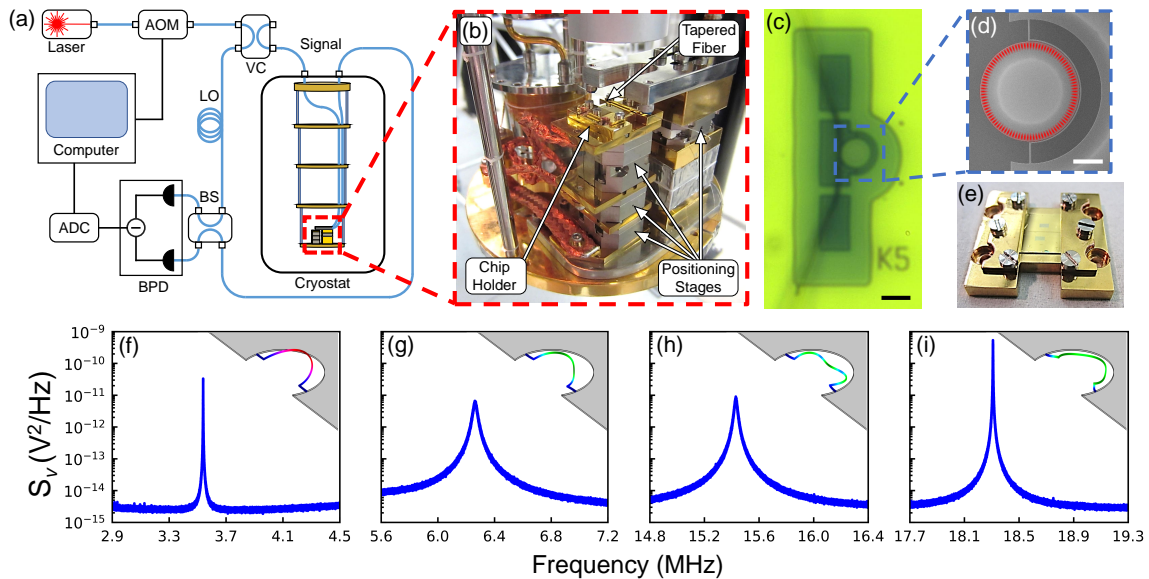 (a)
Laser
AOM
VC
Signal
LO
Computer
BS
ADC
BPD
Cryostat
(b)
Tapered
Fiber
Chip
Holder
Positioning
Stages
(c)
K5
(d)
(e)
S_v (V²/Hz)
10⁻⁹
10⁻¹⁰
10⁻¹¹
10⁻¹²
10⁻¹³
10⁻¹⁴
10⁻¹⁵
(f)
2.9 3.3 3.7 4.1 4.5
(g)
5.6 6.0 6.4 6.8 7.2
(h)
14.8 15.2 15.6 16.0 16.4
(i)
17.7 18.1 18.5 18.9 19.3
Frequency (MHz)